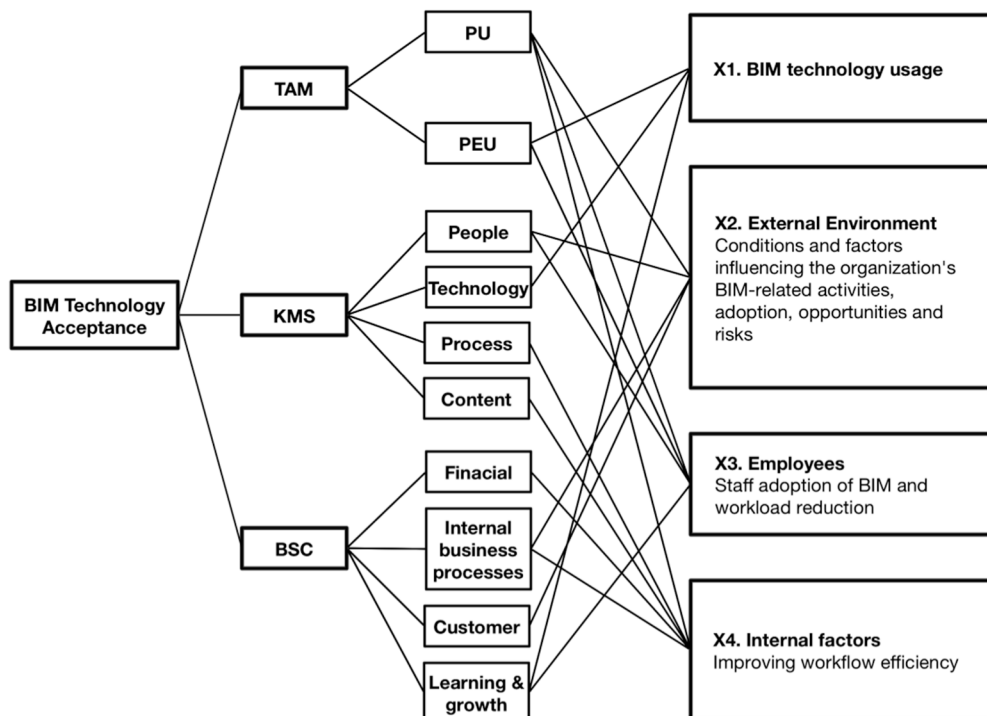 BIM Technology
Acceptance
TAM
KMS
BSC
PU
PEU
People
Technology
Process
Content
Finacial
Internal
business
processes
Customer
Learning &
growth
X1. BIM technology usage
X2. External Environment
Conditions and factors
influencing the organization's
BIM-related activities,
adoption, opportunities and
risks
X3. Employees
Staff adoption of BIM and
workload reduction
X4. Internal factors
Improving workflow efficiency